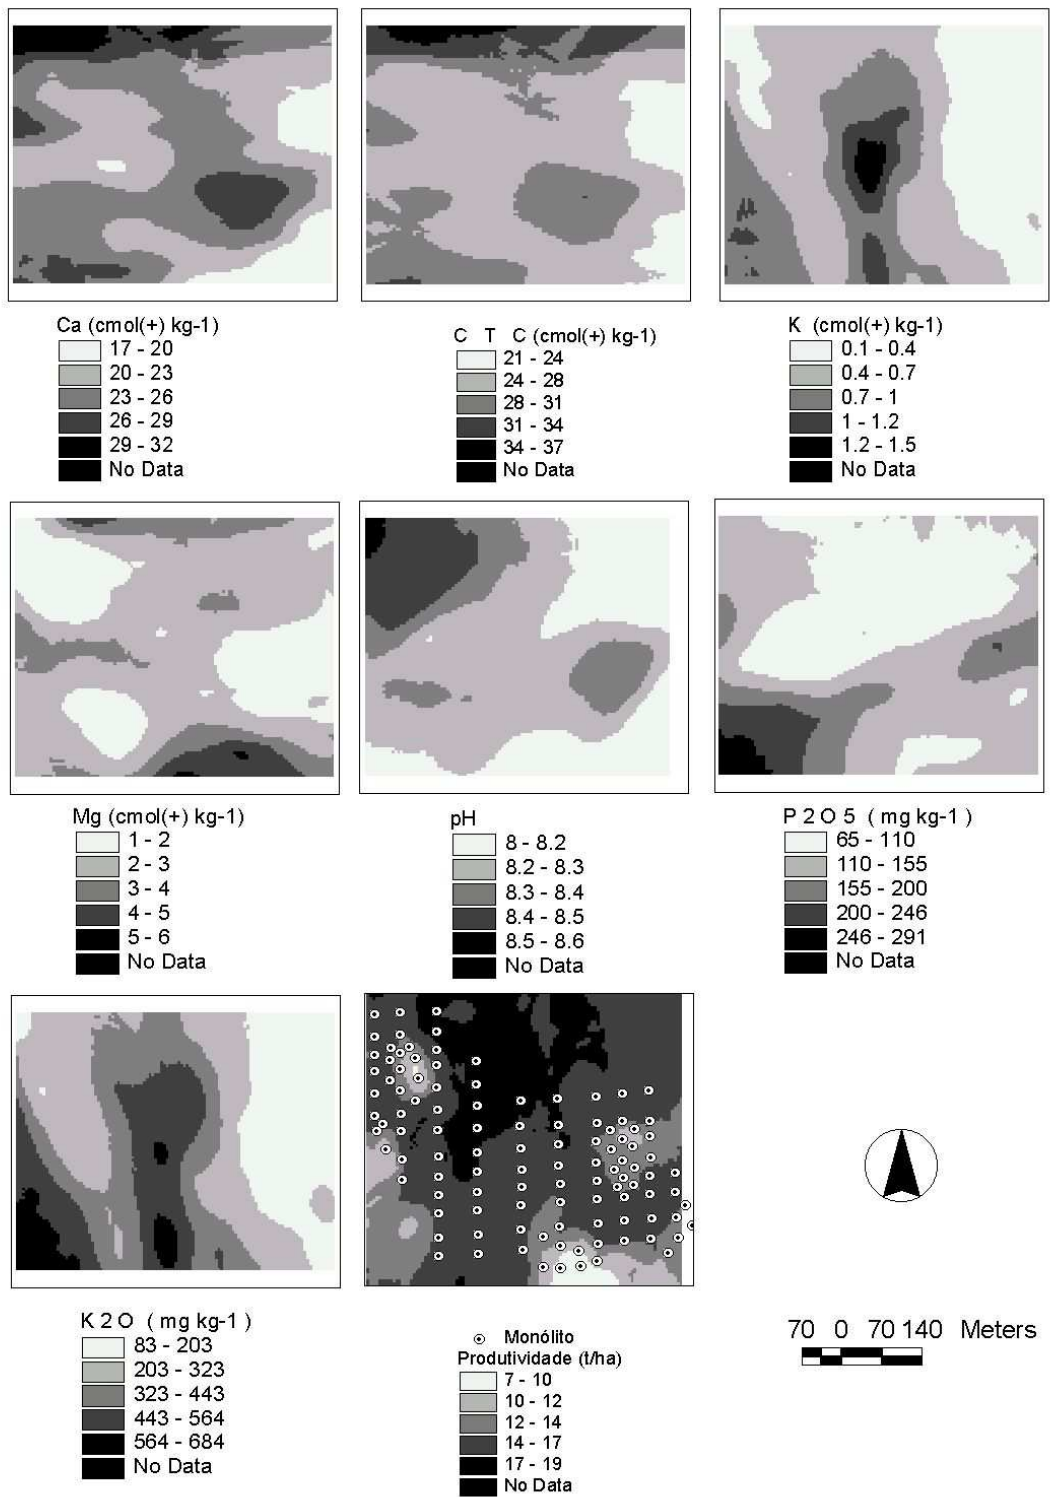 Ca (cmol(+) kg-1)
17 - 20
20 - 23
23 - 26
26 - 29
29 - 32
No Data
C T C (cmol(+) kg-1)
21 - 24
24 - 28
28 - 31
31 - 34
34 - 37
No Data
K (cmol(+) kg-1)
0.1 - 0.4
0.4 - 0.7
0.7 - 1
1 - 1.2
1.2 - 1.5
No Data
Mg (cmol(+) kg-1)
1 - 2
2 - 3
3 - 4
4 - 5
5 - 6
No Data
pH
8 - 8.2
8.2 - 8.3
8.3 - 8.4
8.4 - 8.5
8.5 - 8.6
No Data
P 2 O 5 ( mg kg-1 )
65 - 110
110 - 155
155 - 200
200 - 246
246 - 291
No Data
K 2 O ( mg kg-1 )
83 - 203
203 - 323
323 - 443
443 - 564
564 - 684
No Data
Monólito
Produtividade (t/ha)
7 - 10
10 - 12
12 - 14
14 - 17
17 - 19
No Data
70 0 70 140 Meters